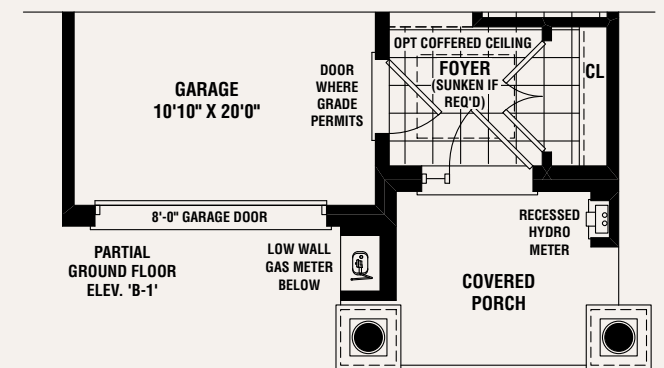 OPT COFFERED CEILING
GARAGE
10'10" X 20'0"
DOOR
WHERE
GRADE
PERMITS
FOYER
(SUNKEN IF
REQ'D)
CL
8'-0" GARAGE DOOR
PARTIAL
GROUND FLOOR
ELEV. 'B-1'
LOW WALL
GAS METER
BELOW
RECESSED
HYDRO
METER
COVERED
PORCH